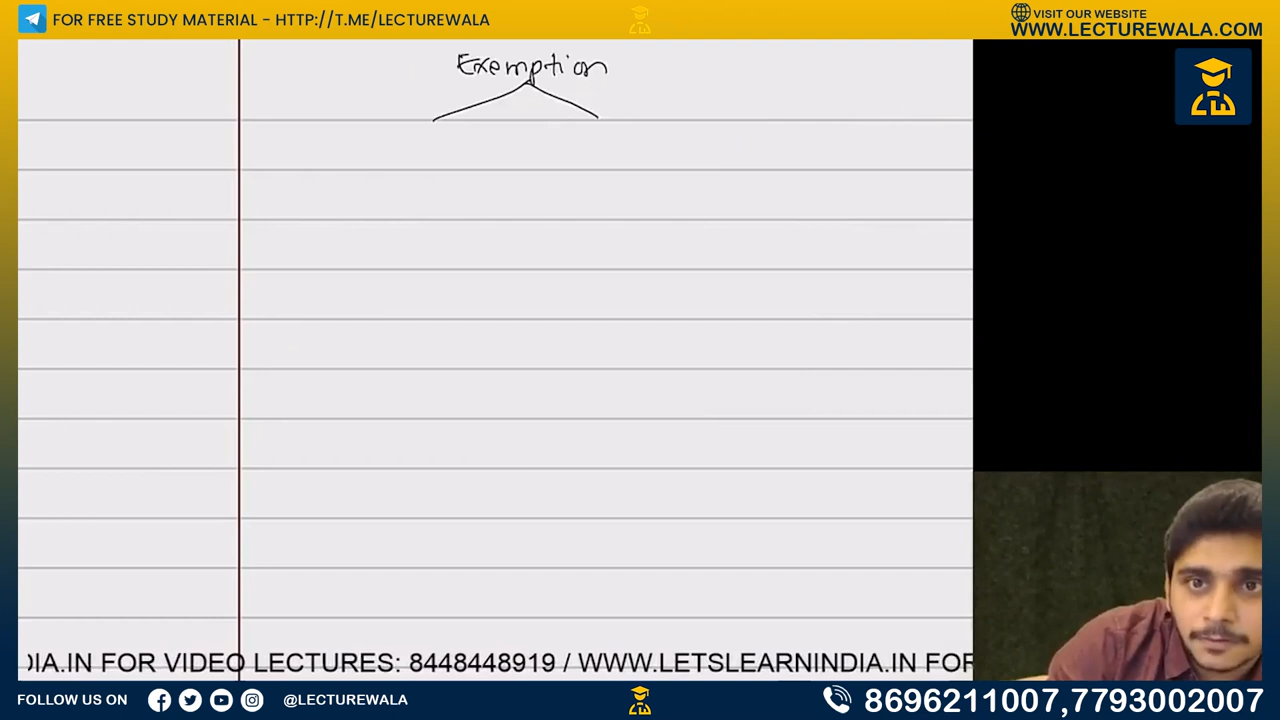 FOR FREE STUDY MATERIAL - HTTP://T.ME/LECTUREWALA
VISIT OUR WEBSITE
WWW.LECTUREWALA.COM
Exemption
DIA.IN FOR VIDEO LECTURES: 8448448919 / WWW.LETSLEARNINDIA.IN FOR
FOLLOW US ON
@LECTUREWALA
8696211007,7793002007